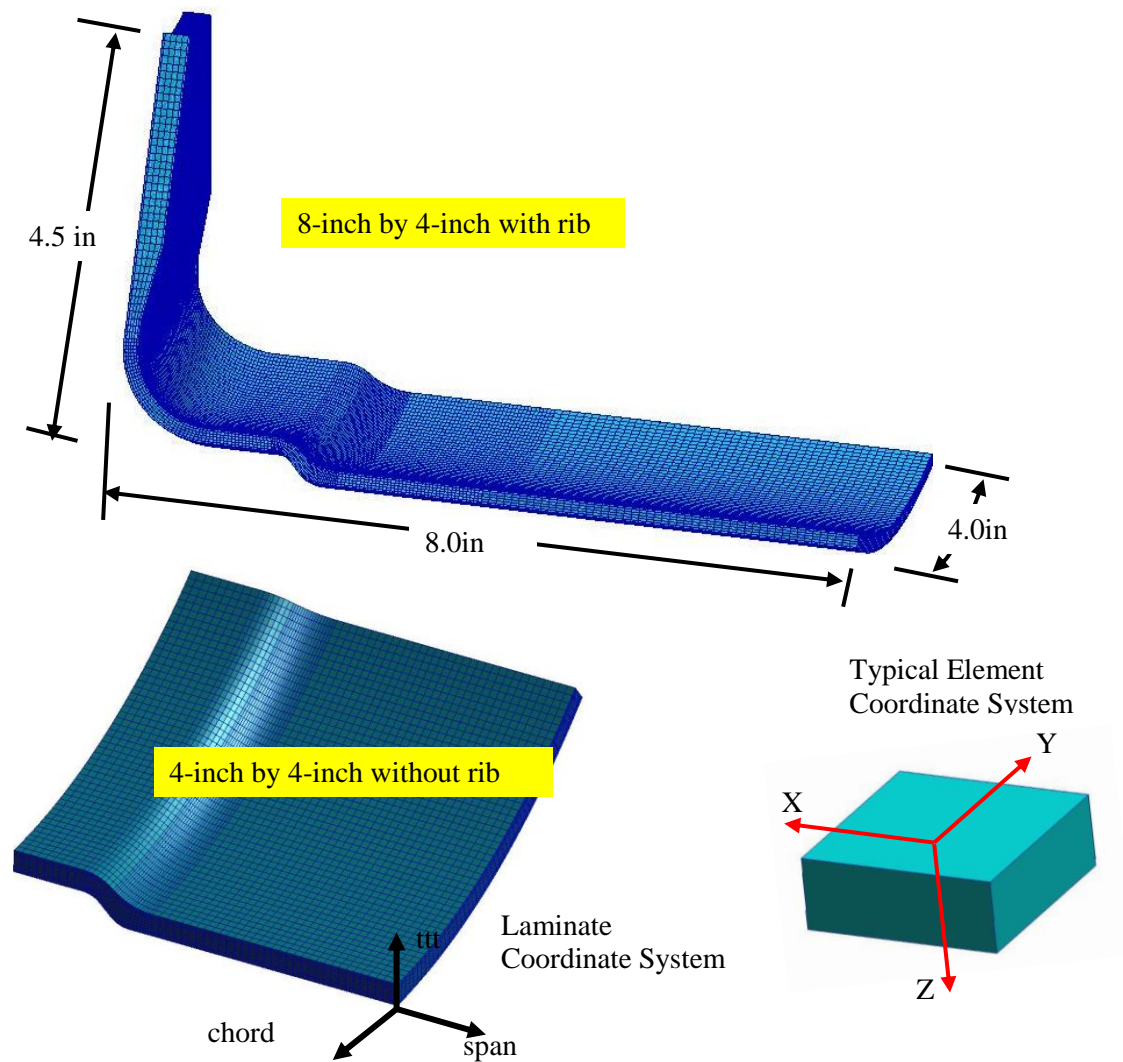 4.5 in
8-inch by 4-inch with rib
8.0in
4.0in
4-inch by 4-inch without rib
ttt
chord
span
Laminate
Coordinate System
Typical Element
Coordinate System
X
Y
Z